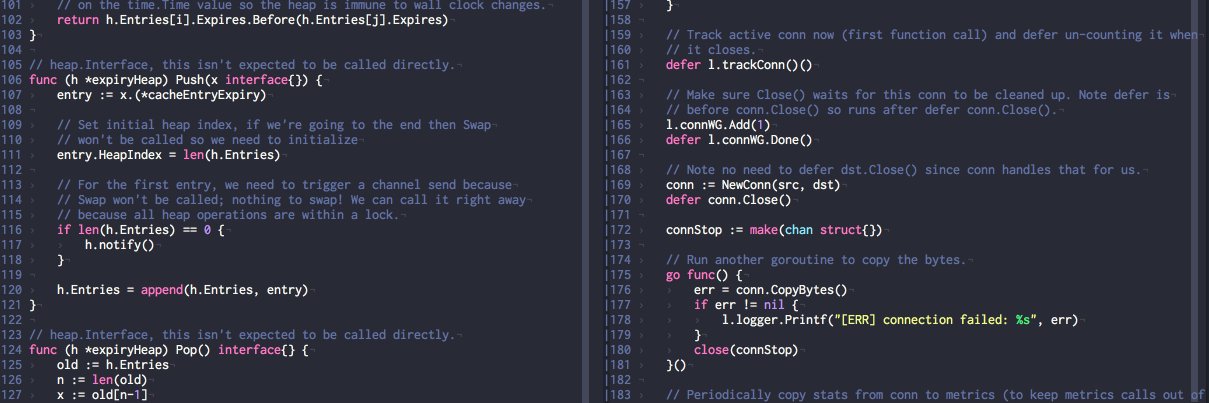 101 // on the time.Time value so the heap is immune to wall clock changes.
102 return h.Entries[i].Expires.Before(h.Entries[j].Expires)
103 }
104
105 // heap.Interface, this isn't expected to be called directly.
106 func (h *expiryHeap) Push(x interface{}) {
107 entry := x.(*cacheEntryExpiry)
108
109 // Set initial heap index, if we're going to the end then Swap
110 // won't be called so we need to initialize
111 entry.HeapIndex = len(h.Entries)
112
113 // For the first entry, we need to trigger a channel send because
114 // Swap won't be called; nothing to swap! We can call it right away
115 // because all heap operations are within a lock.
116 if len(h.Entries) == 0 {
117 h.notify()
118 }
119
120 h.Entries = append(h.Entries, entry)
121 }
122
123 // heap.Interface, this isn't expected to be called directly.
124 func (h *expiryHeap) Pop() interface{} {
125 old := h.Entries
126 n := len(old)
127 x := old[n-1]
157 }
158
159 // Track active conn now (first function call) and defer un-counting it when
160 // it closes.
161 defer l.trackConn()()
162
163 // Make sure Close() waits for this conn to be cleaned up. Note defer is
164 // before conn.Close() so runs after defer conn.Close().
165 l.connWG.Add(1)
166 defer l.connWG.Done()
167
168 // Note no need to defer dst.Close() since conn handles that for us.
169 conn := NewConn(src, dst)
170 defer conn.Close()
171
172 connStop := make(chan struct{})
173
174 // Run another goroutine to copy the bytes.
175 go func() {
176 err = conn.CopyBytes()
177 if err != nil {
178 l.logger.Printf("[ERR] connection failed: %s", err)
179 }
180 close(connStop)
181 }()
182
183 // Periodically copy stats from conn to metrics (to keep metrics calls out of